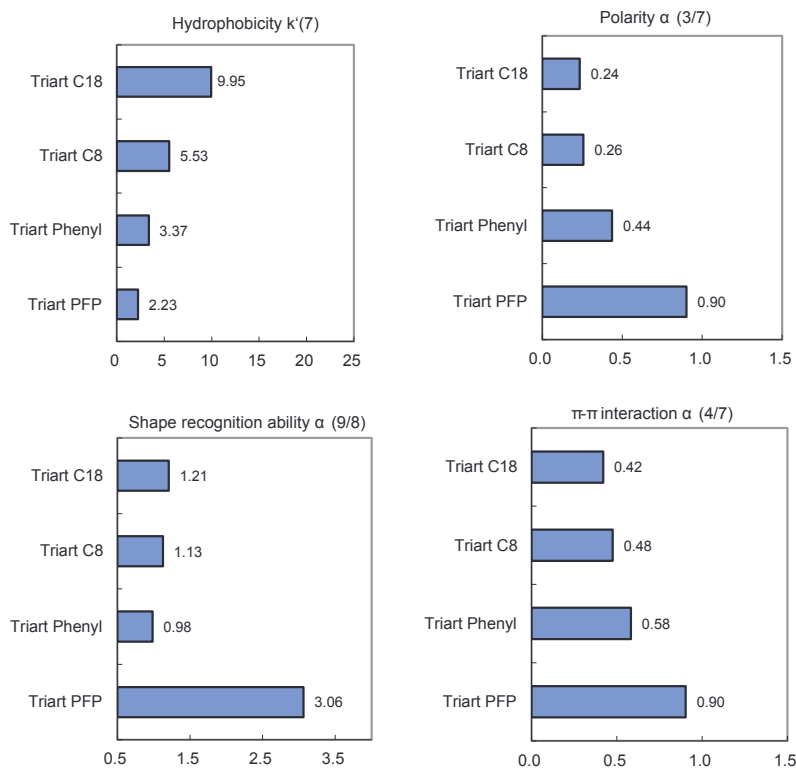 Hydrophobicity k'(7)
Triart C18
9.95
Triart C8
5.53
Triart Phenyl
3.37
Triart PFP
2.23
0 5 10 15 20 25
Polarity α (3/7)
Triart C18
0.24
Triart C8
0.26
Triart Phenyl
0.44
Triart PFP
0.90
0.0 0.5 1.0 1.5
Shape recognition ability α (9/8)
Triart C18
1.21
Triart C8
1.13
Triart Phenyl
0.98
Triart PFP
3.06
0.5 1.5 2.5 3.5
π-π interaction α (4/7)
Triart C18
0.42
Triart C8
0.48
Triart Phenyl
0.58
Triart PFP
0.90
0.0 0.5 1.0 1.5